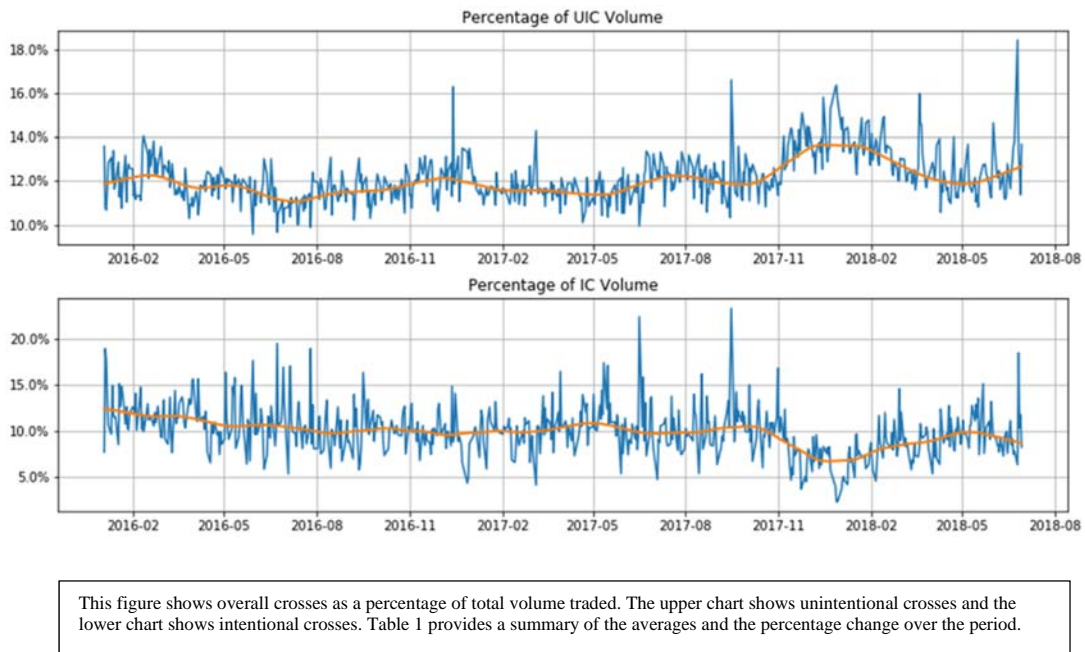 Percentage of UIC Volume
18.0%
16.0%
14.0%
12.0%
10.0%
2016-02 2016-05 2016-08 2016-11 2017-02 2017-05 2017-08 2017-11 2018-02 2018-05 2018-08
Percentage of IC Volume
20.0%
15.0%
10.0%
5.0%
2016-02 2016-05 2016-08 2016-11 2017-02 2017-05 2017-08 2017-11 2018-02 2018-05 2018-08
This figure shows overall crosses as a percentage of total volume traded. The upper chart shows unintentional crosses and the
lower chart shows intentional crosses. Table 1 provides a summary of the averages and the percentage change over the period.